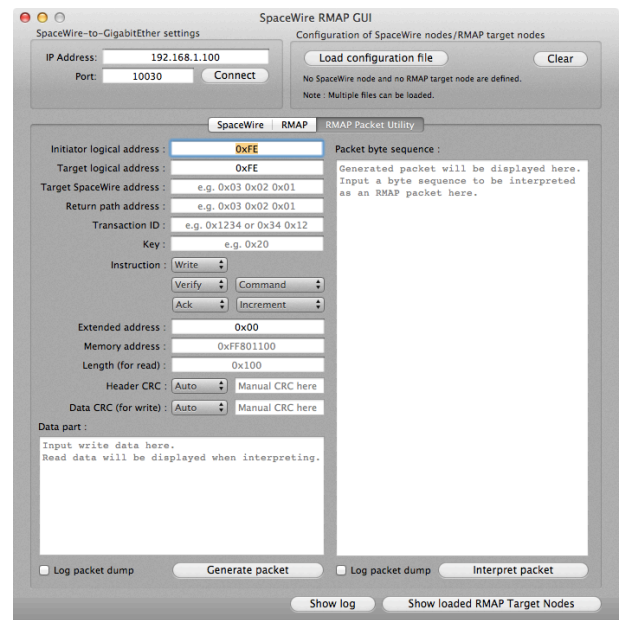 SpaceWire RMAP GUI
SpaceWire-to-GigabitEther settings
IP Address: 192.168.1.100
Port: 10030 Connect
Configuration of SpaceWire nodes/RMAP target nodes
Load configuration file Clear
No SpaceWire node and no RMAP target node are defined.
Note : Multiple files can be loaded.
SpaceWire RMAP RMAP Packet Utility
Initiator logical address : 0xFE
Target logical address : 0xFE
Target SpaceWire address : e.g. 0x03 0x02 0x01
Return path address : e.g. 0x03 0x02 0x01
Transaction ID : e.g. 0x1234 or 0x34 0x12
Key : e.g. 0x20
Instruction : Write
Verify Command
Ack Increment
Extended address : 0x00
Memory address : 0xFF801100
Length (for read) : 0x100
Header CRC : Auto Manual CRC here
Data CRC (for write) : Auto Manual CRC here
Data part :
Input write data here.
Read data will be displayed when interpreting.
Log packet dump Generate packet
Packet byte sequence :
Generated packet will be displayed here.
Input a byte sequence to be interpreted
as an RMAP packet here.
Log packet dump Interpret packet
Show log Show loaded RMAP Target Nodes